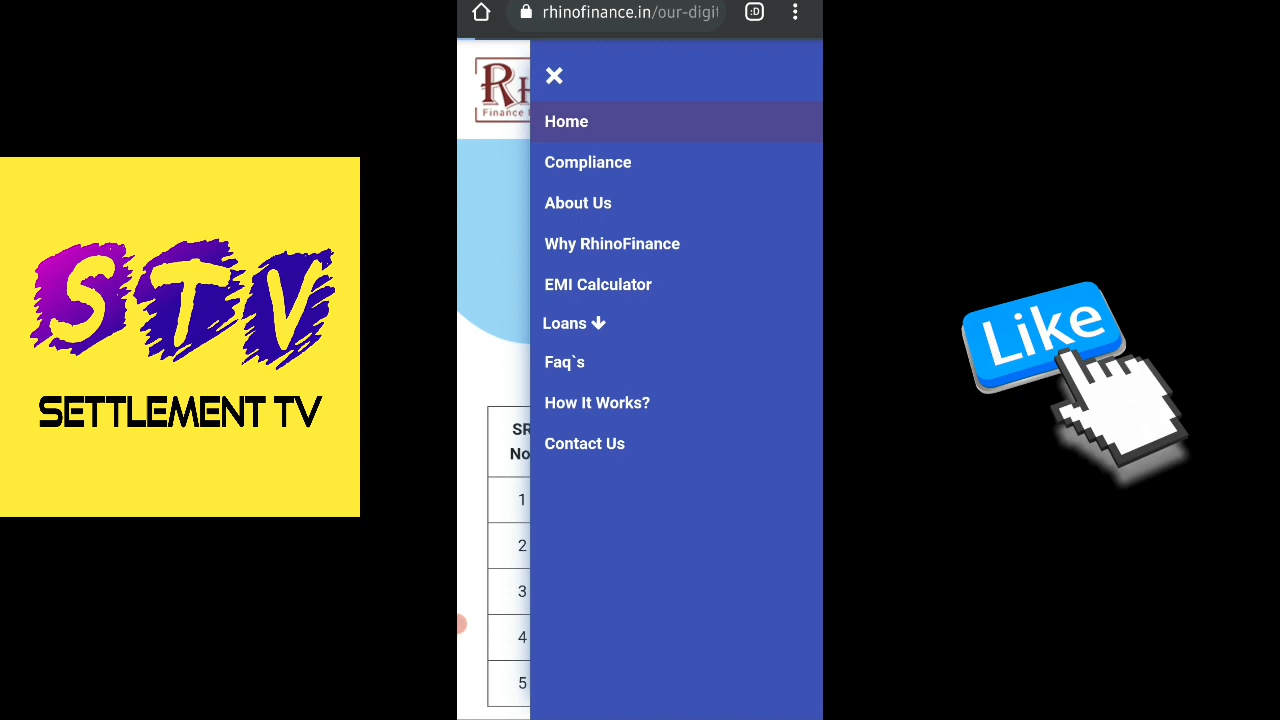 rhinofinance.in/our-digit
:D
STV
SETTLEMENT TV
Finance
Home
Compliance
About Us
Why RhinoFinance
EMI Calculator
Loans
Faq`s
How It Works?
Contact Us
No
1
2
3
4
5
Like